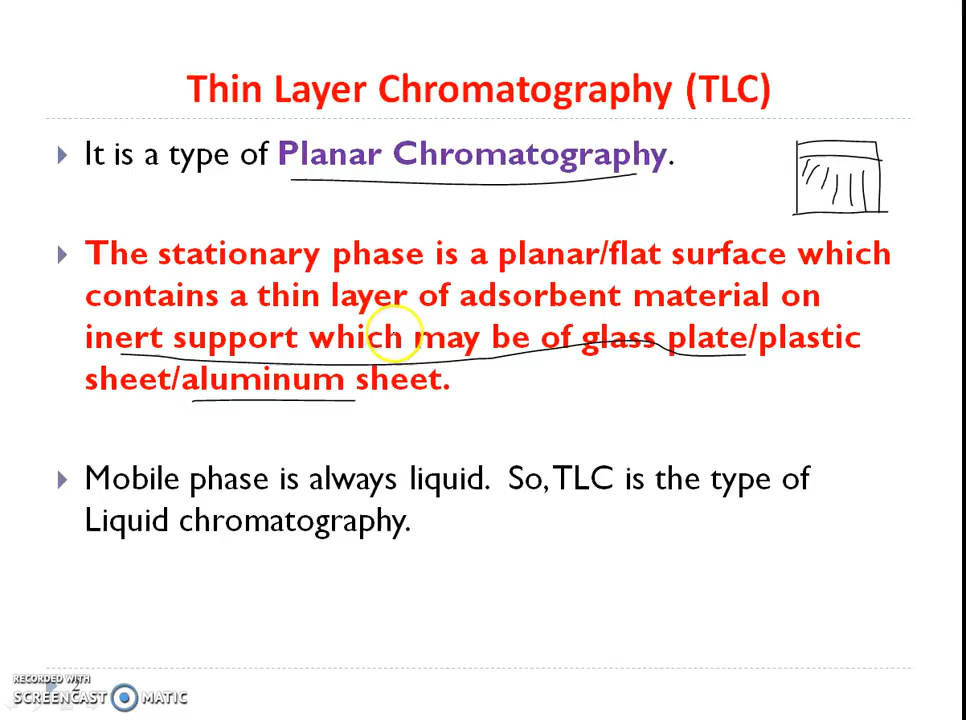 Thin Layer Chromatography (TLC)
It is a type of Planar Chromatography.
The stationary phase is a planar/flat surface which
contains a thin layer of adsorbent material on
inert support which may be of glass plate/plastic
sheet/aluminum sheet.
Mobile phase is always liquid.  So, TLC is the type of
Liquid chromatography.
2
RECORDED WITH
SCREENCAST MATIC